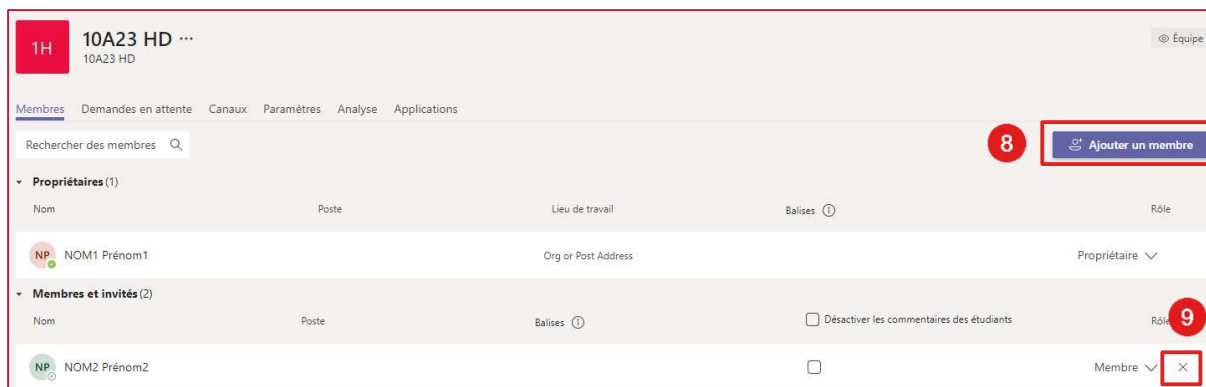 1H
10A23 HD ...
10A23 HD
Équipe
Membres Demandes en attente Canaux Paramètres Analyse Applications
Rechercher des membres
8 Ajouter un membre
Propriétaires (1)
Nom Poste Lieu de travail Balises Rôle
NP NOM1 Prénom1 Org or Post Address Propriétaire
Membres et invités (2)
Nom Poste Balises Désactiver les commentaires des étudiants Rôle 9
NP NOM2 Prénom2 Membre